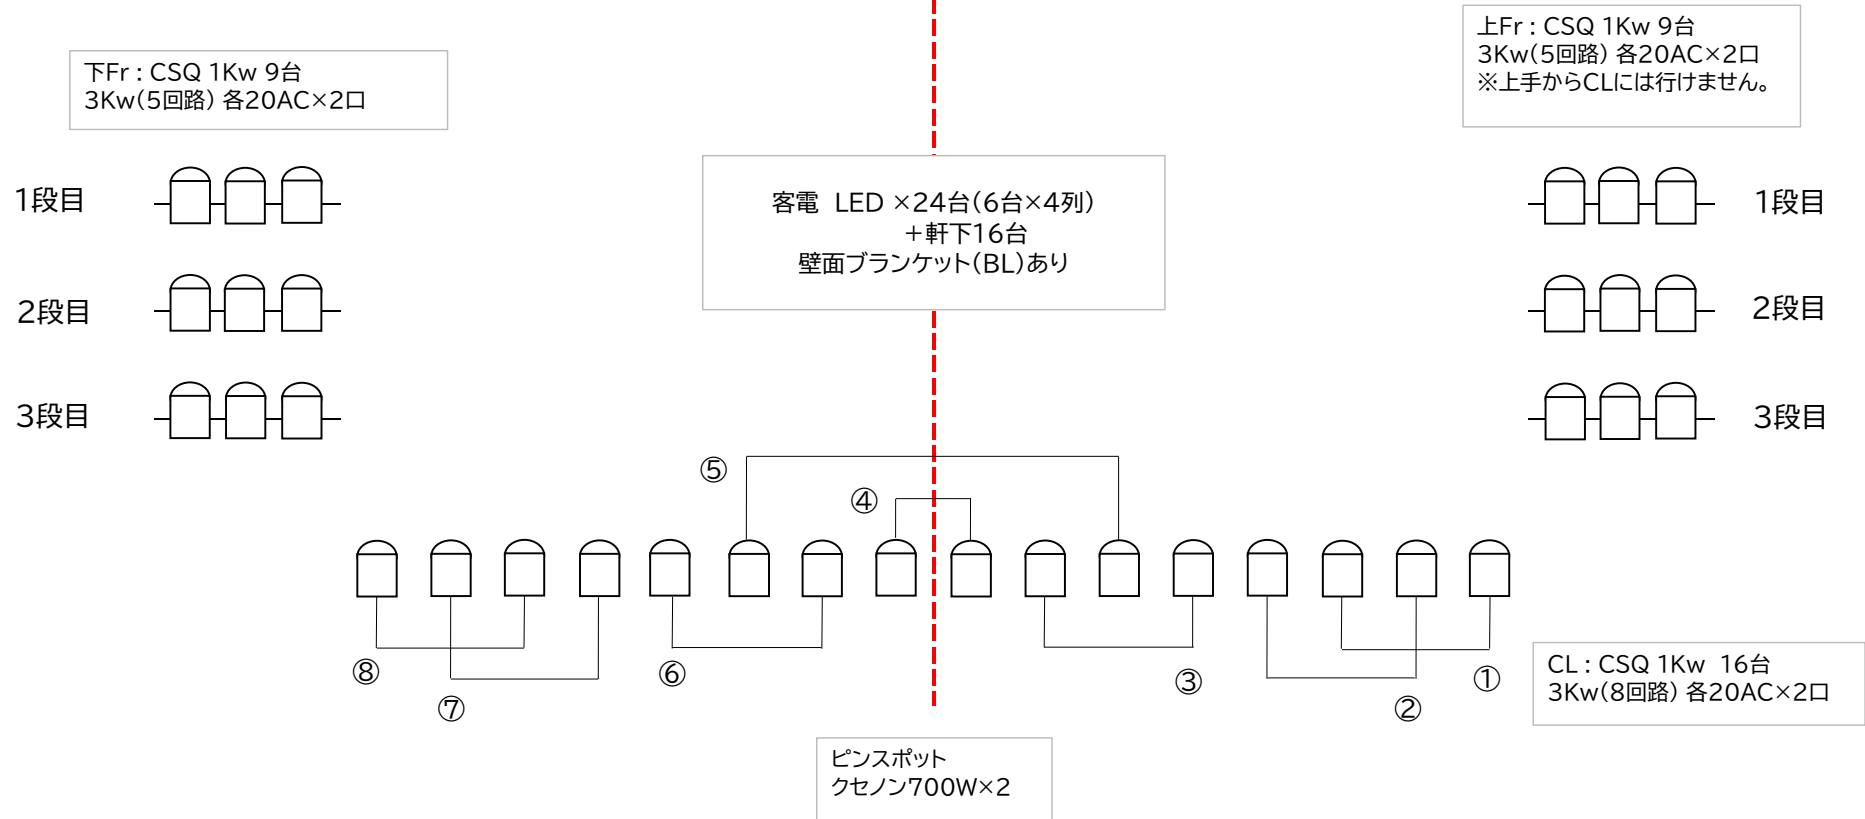 下Fr : CSQ 1Kw 9台
3Kw(5回路) 各20AC×2口
上Fr : CSQ 1Kw 9台
3Kw(5回路) 各20AC×2口
※上手からCLには行けません。
客電 LED ×24台(6台×4列)
+軒下16台
壁面ブランケット(BL)あり
1段目
1段目
2段目
2段目
3段目
3段目
⑤
④
⑧
⑦
⑥
③
②
①
CL : CSQ 1Kw 16台
3Kw(8回路) 各20AC×2口
ピンスポット
クセノン700W×2